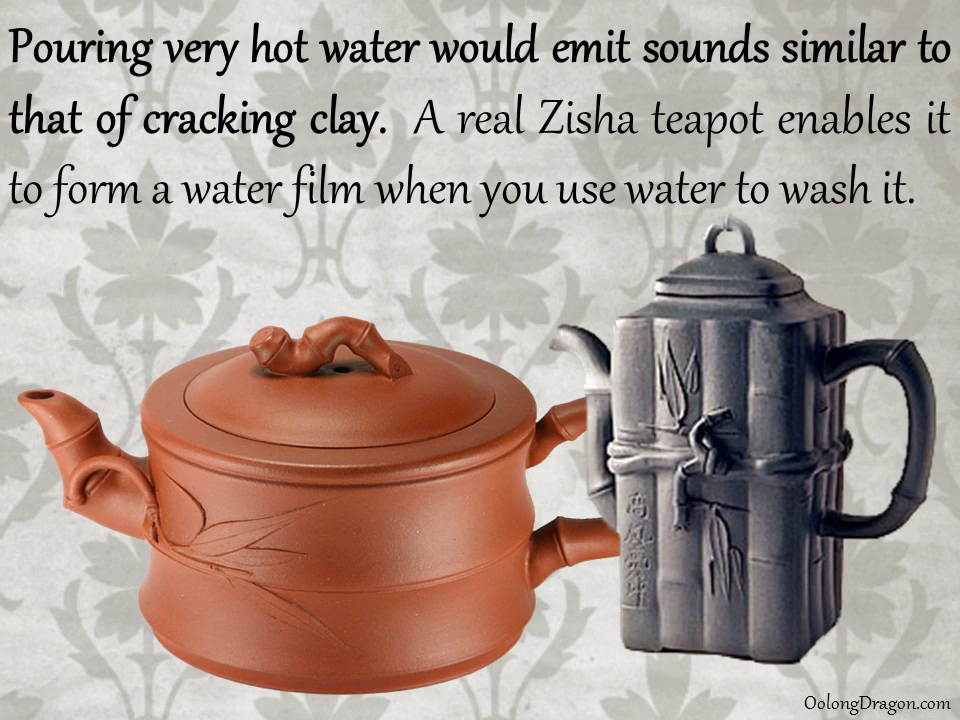 Pouring very hot water would emit sounds similar to
that of cracking clay. A real Zisha teapot enables it
to form a water film when you use water to wash it.
OolongDragon.com